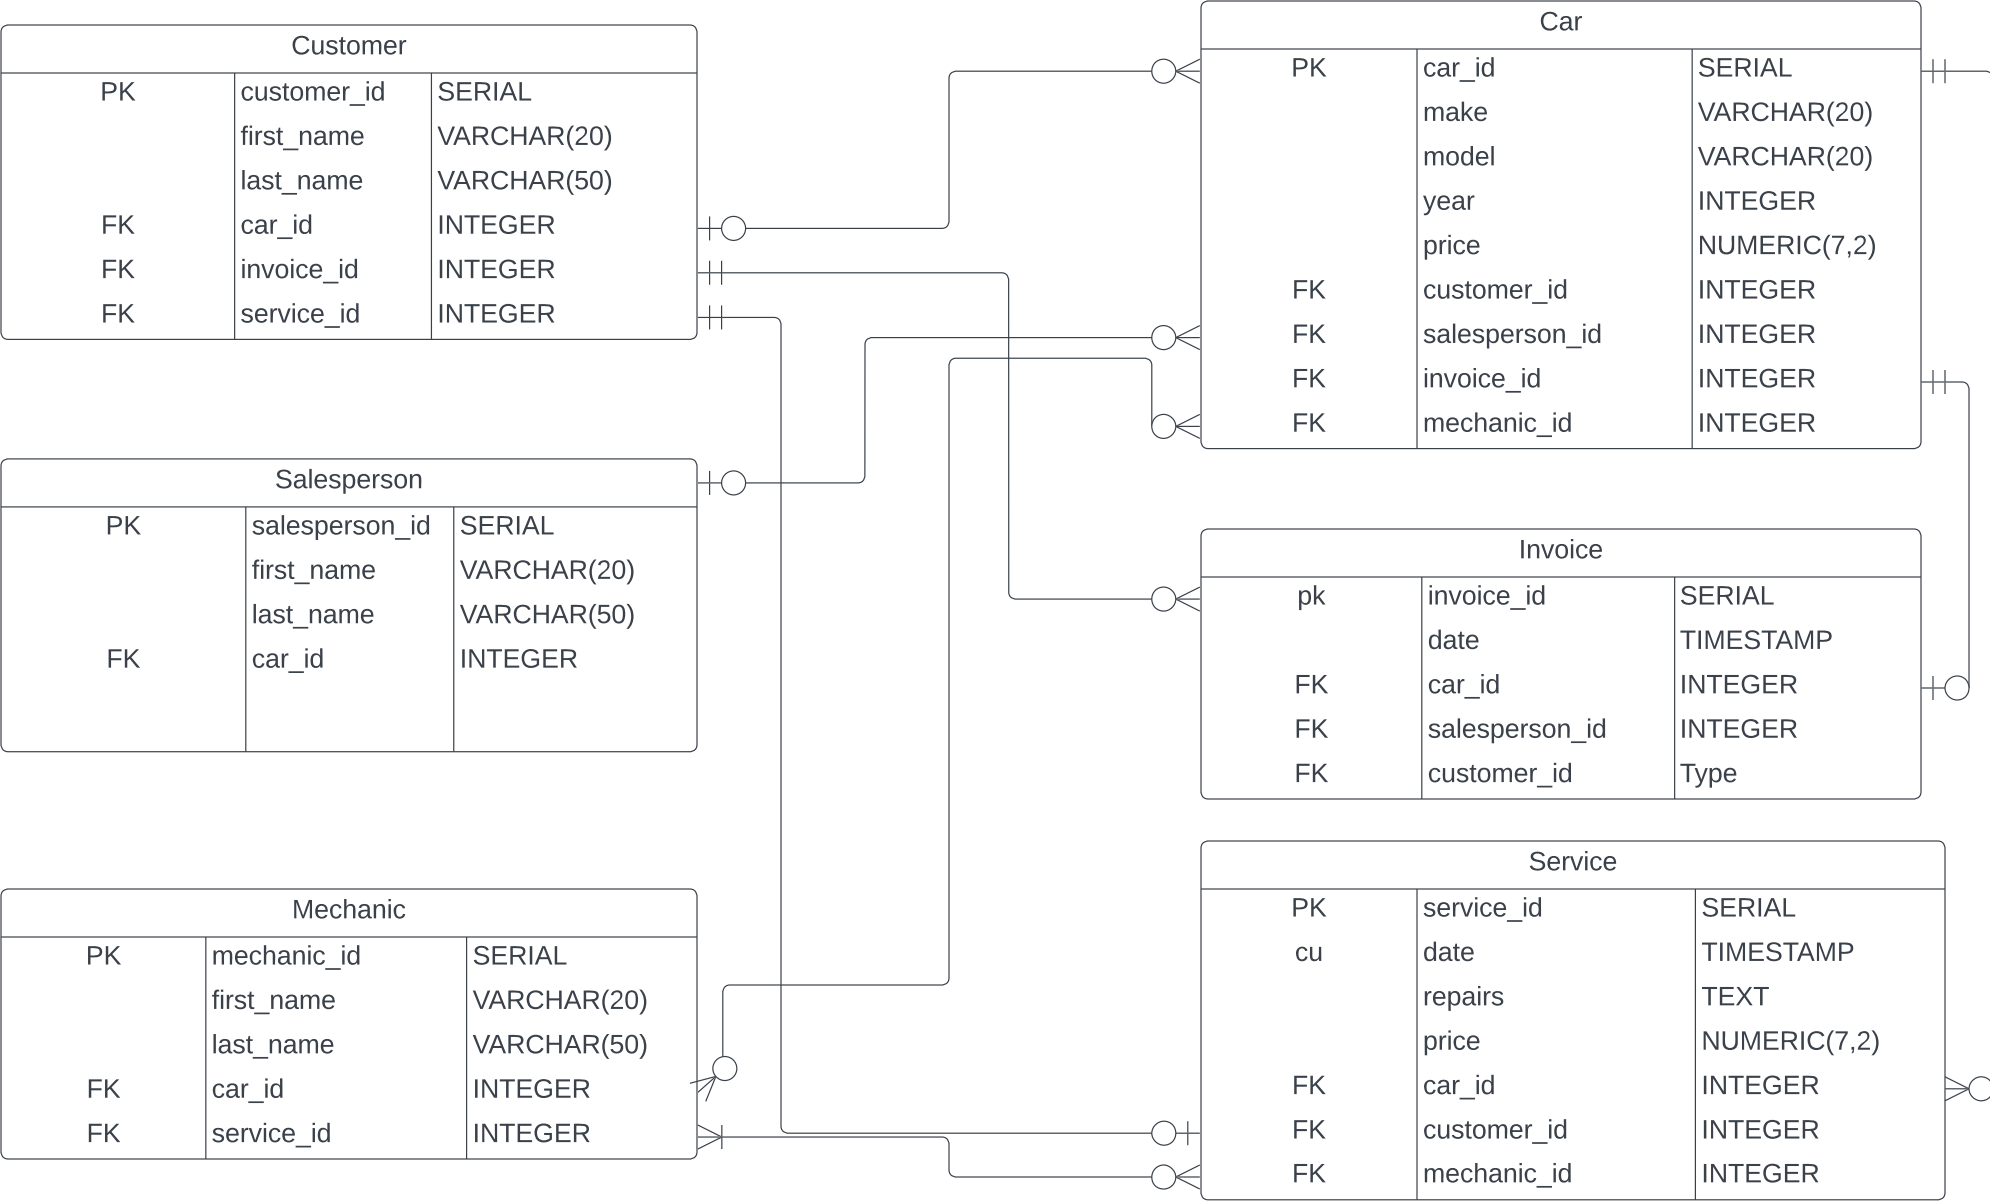 Customer
PK customer_id SERIAL
first_name VARCHAR(20)
last_name VARCHAR(50)
FK car_id INTEGER
FK invoice_id INTEGER
FK service_id INTEGER
Salesperson
PK salesperson_id SERIAL
first_name VARCHAR(20)
last_name VARCHAR(50)
FK car_id INTEGER
Mechanic
PK mechanic_id SERIAL
first_name VARCHAR(20)
last_name VARCHAR(50)
FK car_id INTEGER
FK service_id INTEGER
Car
PK car_id SERIAL
make VARCHAR(20)
model VARCHAR(20)
year INTEGER
price NUMERIC(7,2)
FK customer_id INTEGER
FK salesperson_id INTEGER
FK invoice_id INTEGER
FK mechanic_id INTEGER
Invoice
pk invoice_id SERIAL
date TIMESTAMP
FK car_id INTEGER
FK salesperson_id INTEGER
FK customer_id Type
Service
PK service_id SERIAL
cu date TIMESTAMP
repairs TEXT
price NUMERIC(7,2)
FK car_id INTEGER
FK customer_id INTEGER
FK mechanic_id INTEGER